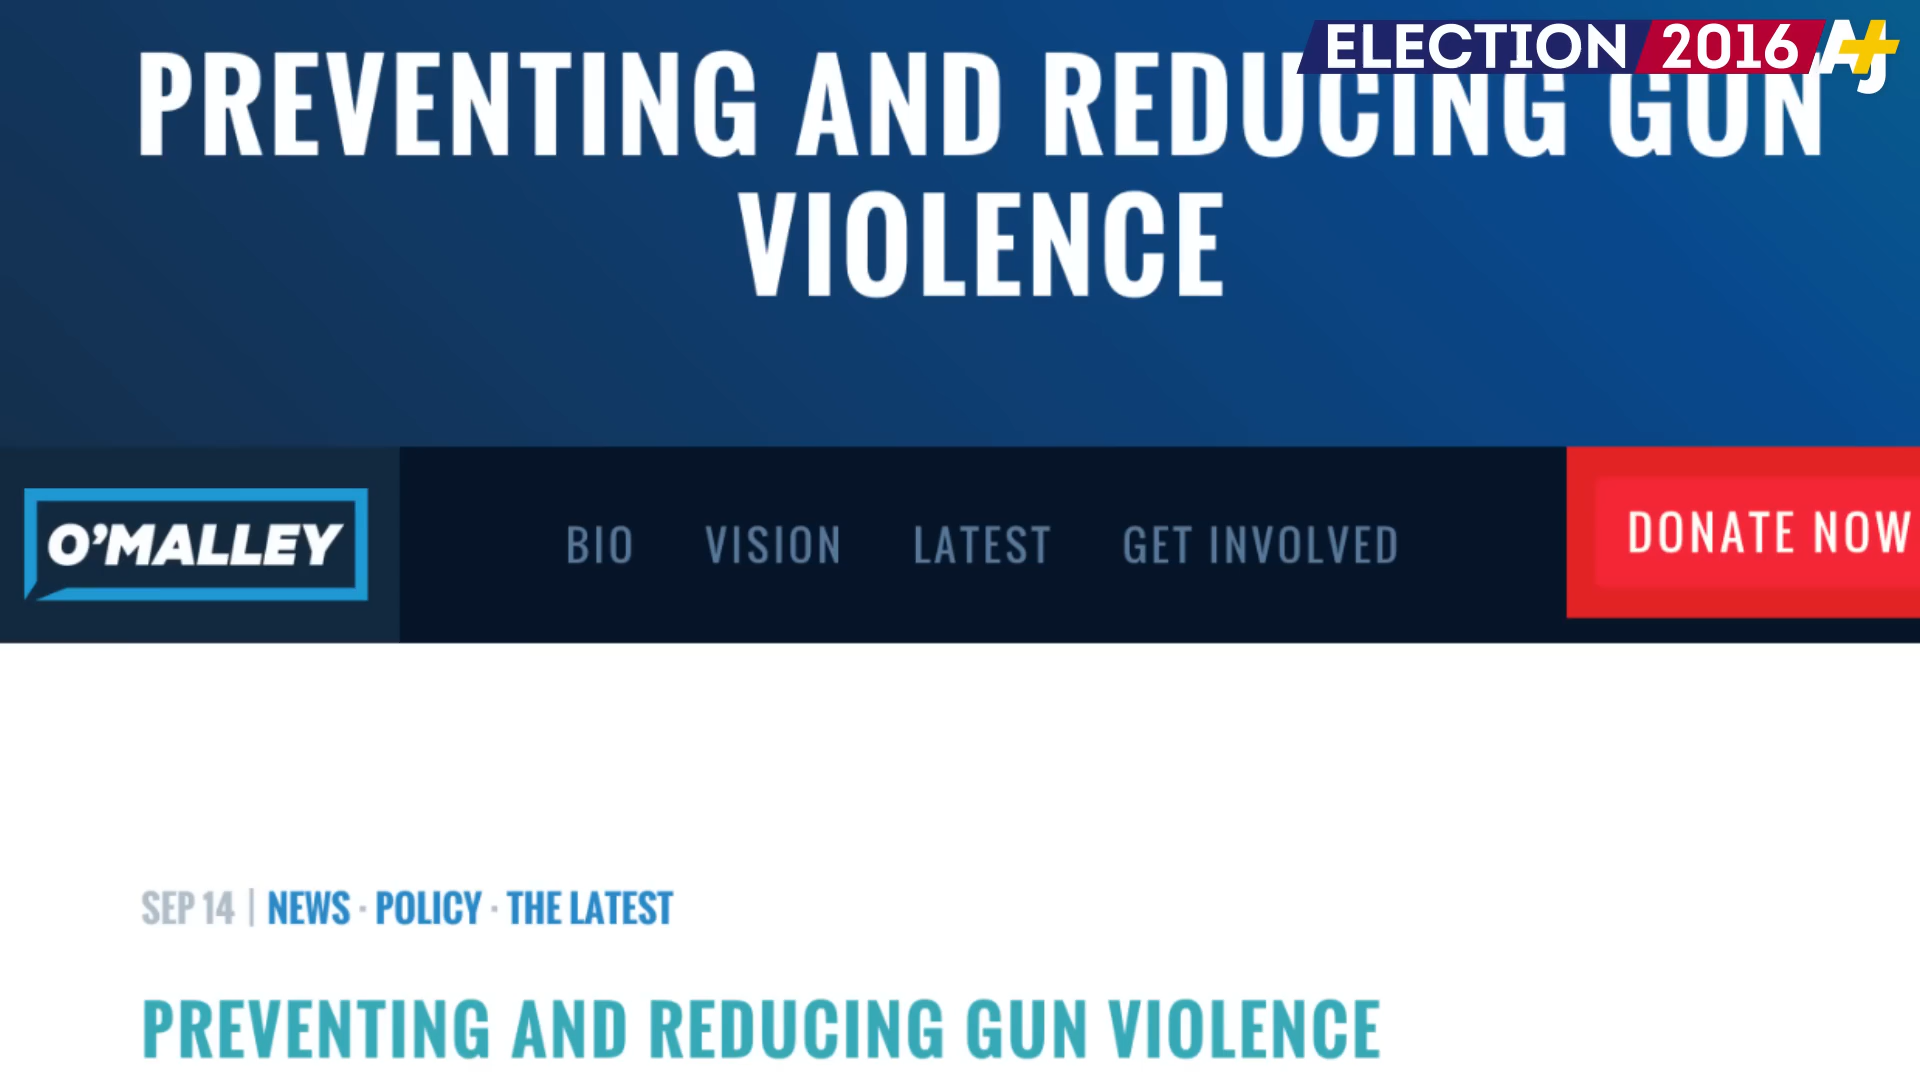 ELECTION 2016 AJ+
PREVENTING AND REDUCING GUN
VIOLENCE
O'MALLEY BIO VISION LATEST GET INVOLVED DONATE NOW
SEP 14 | NEWS · POLICY · THE LATEST
PREVENTING AND REDUCING GUN VIOLENCE